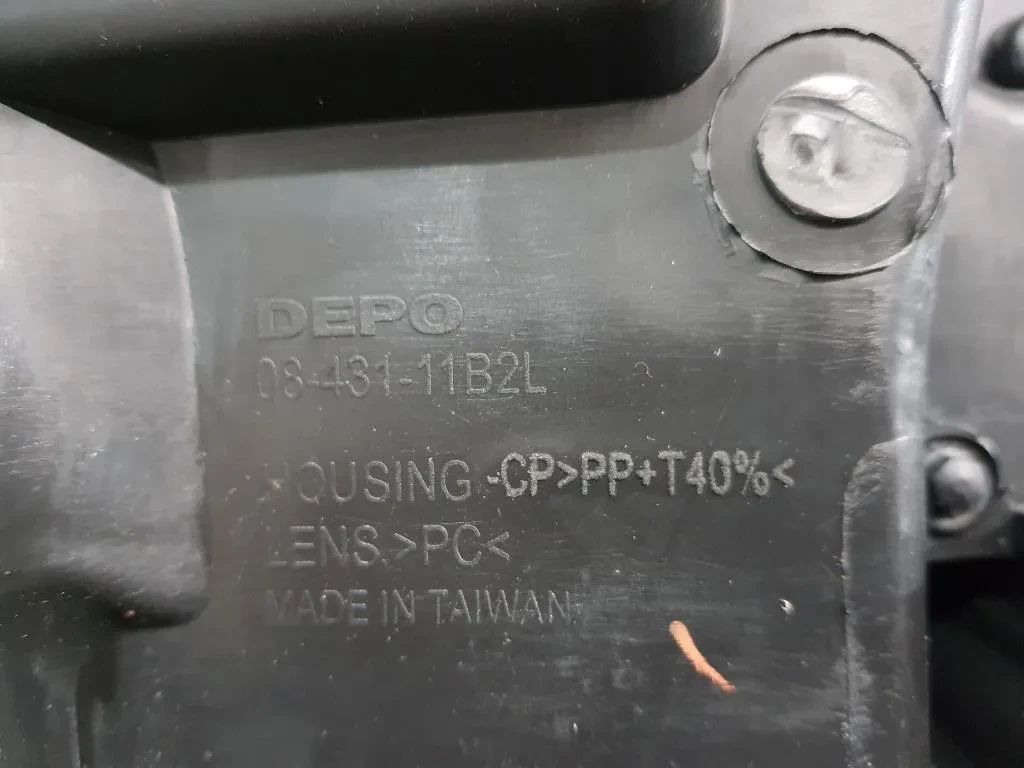 DEPO
08-431-11B2L
HOUSING -CP>PP+T40%<
LENS >PC<
MADE IN TAIWAN